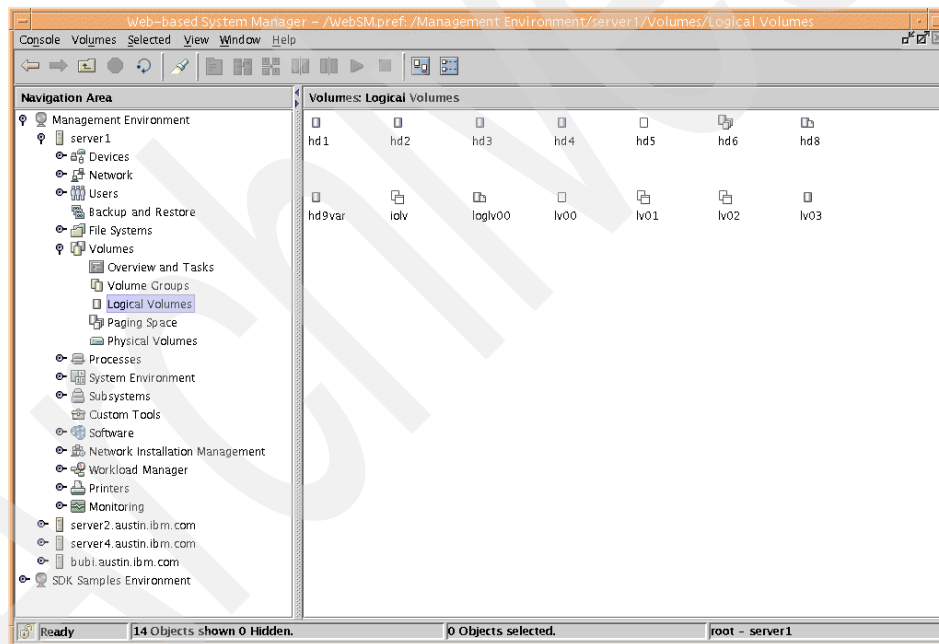 Web-based System Manager - /WebSM.pref: /Management Environment/server1/Volumes/Logical Volumes
Console Volumes Selected View Window Help
Navigation Area
Management Environment
server1
Devices
Network
Users
Backup and Restore
File Systems
Volumes
Overview and Tasks
Volume Groups
Logical Volumes
Paging Space
Physical Volumes
Processes
System Environment
Subsystems
Custom Tools
Software
Network Installation Management
Workload Manager
Printers
Monitoring
server2.austin.ibm.com
server4.austin.ibm.com
bubi.austin.ibm.com
SDK Samples Environment
Volumes: Logical Volumes
hd1 hd2 hd3 hd4 hd5 hd6 hd8
hd9var iolv loglv00 lv00 lv01 lv02 lv03
Ready 14 Objects shown 0 Hidden. 0 Objects selected. root - server1